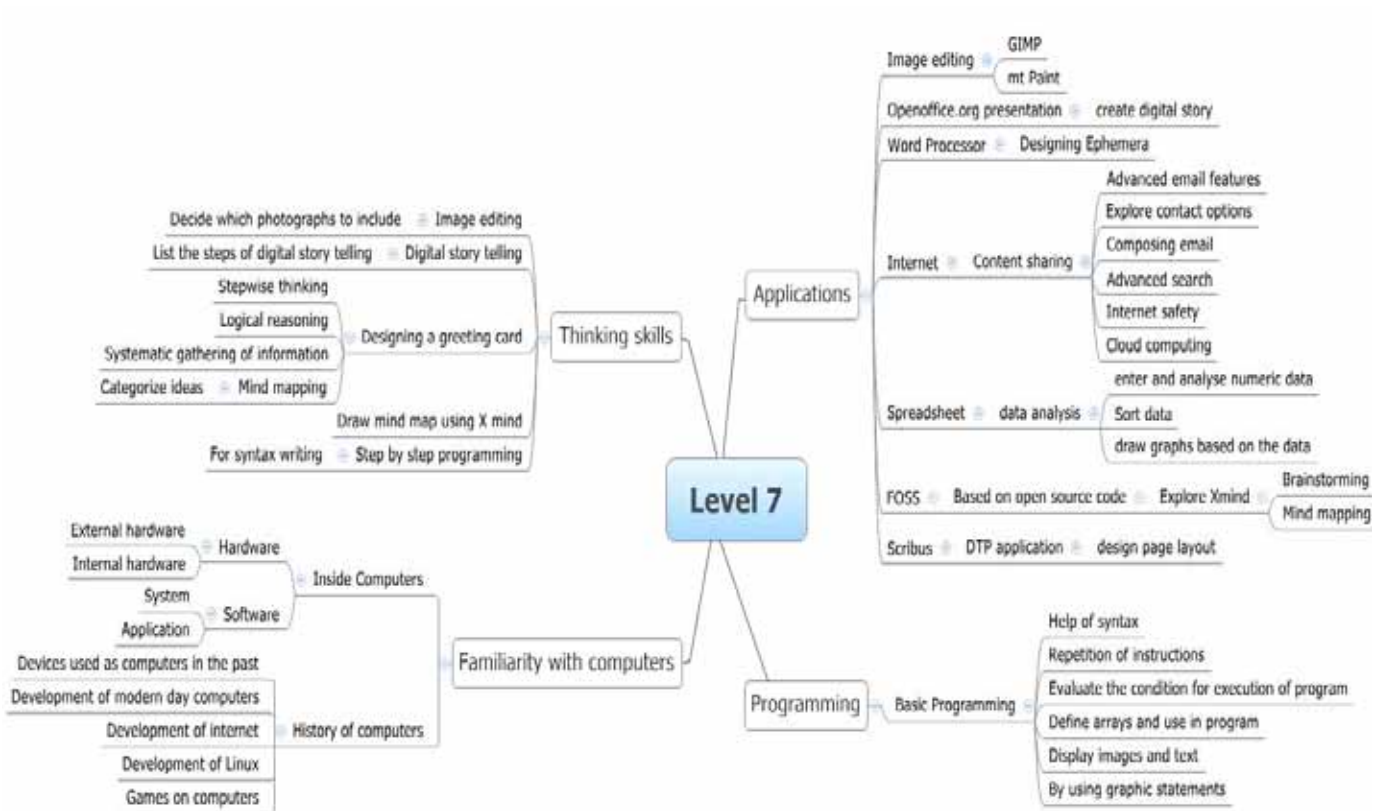 Level 7
Applications
Image editing
GIMP
mt Paint
Openoffice.org presentation
create digital story
Word Processor
Designing Ephemera
Internet
Content sharing
Advanced email features
Explore contact options
Composing email
Advanced search
Internet safety
Cloud computing
Spreadsheet
data analysis
enter and analyse numeric data
Sort data
draw graphs based on the data
FOSS
Based on open source code
Explore Xmind
Brainstorming
Mind mapping
Scribus
DTP application
design page layout
Programming
Basic Programming
Help of syntax
Repetition of instructions
Evaluate the condition for execution of program
Define arrays and use in program
Display images and text
By using graphic statements
Thinking skills
Image editing
Decide which photographs to include
Digital story telling
List the steps of digital story telling
Designing a greeting card
Stepwise thinking
Logical reasoning
Systematic gathering of information
Mind mapping
Categorize ideas
Draw mind map using X mind
Step by step programming
For syntax writing
Familiarity with computers
Inside Computers
Hardware
External hardware
Internal hardware
Software
System
Application
History of computers
Devices used as computers in the past
Development of modern day computers
Development of internet
Development of Linux
Games on computers